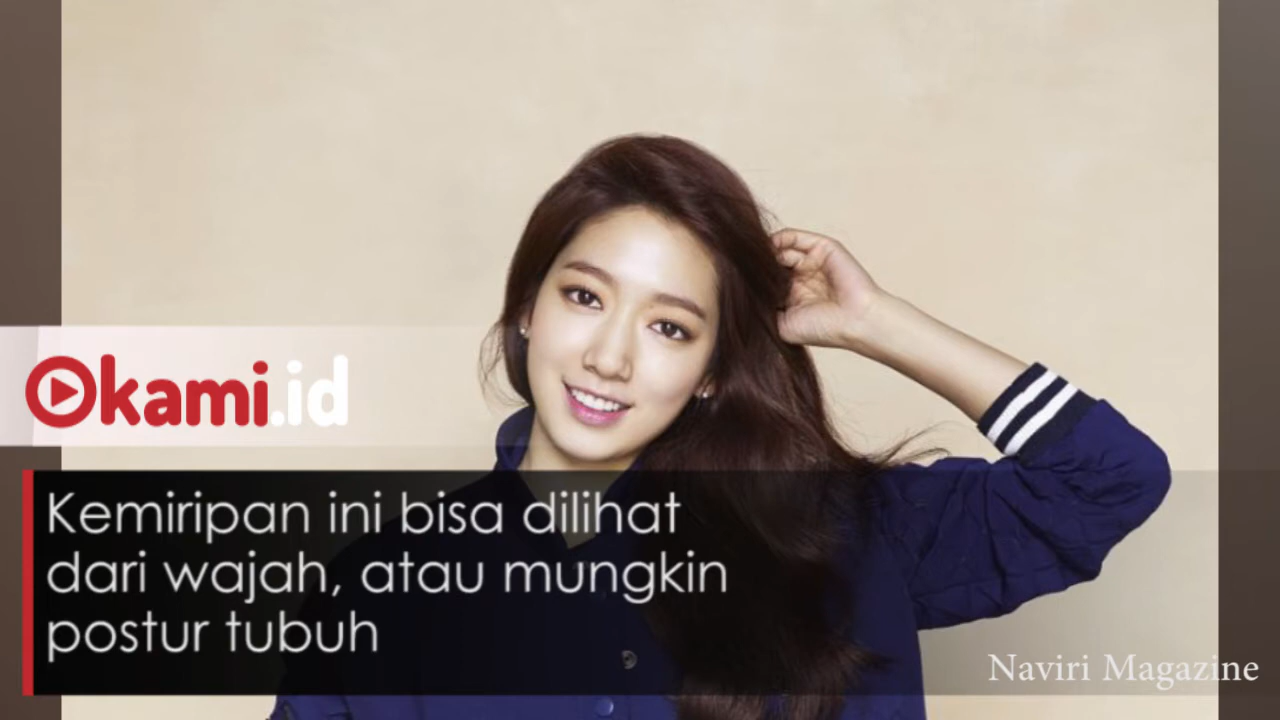 Okami.id
Kemiripan ini bisa dilihat
dari wajah, atau mungkin
postur tubuh
Naviri Magazine